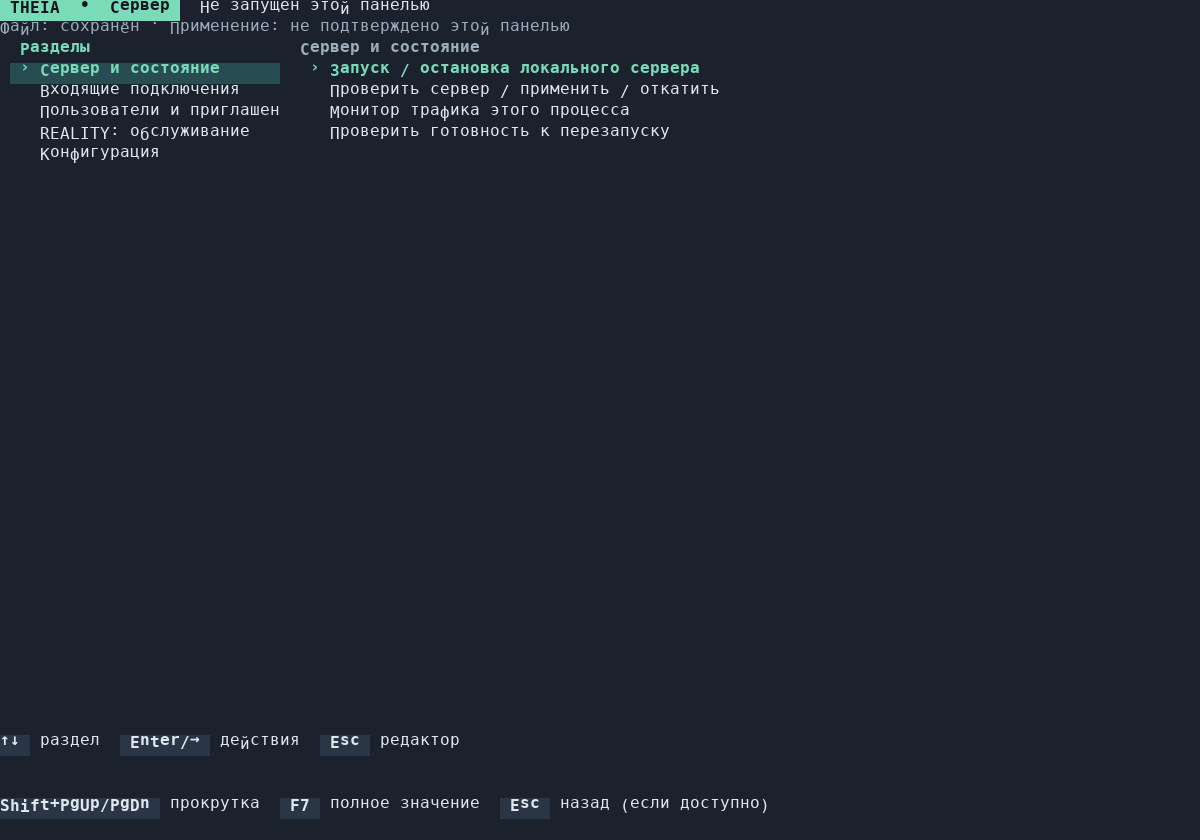 THEIA • Сервер Не запущен этой панелью
Файл: сохранён · Применение: не подтверждено этой панелью
Разделы Сервер и состояние
› Сервер и состояние › Запуск / остановка локального сервера
Входящие подключения Проверить сервер / применить / откатить
Пользователи и приглашен Монитор трафика этого процесса
REALITY: обслуживание Проверить готовность к перезапуску
Конфигурация
↑↓ раздел Enter/→ действия Esc редактор
Shift+PgUp/PgDn прокрутка F7 полное значение Esc назад (если доступно)